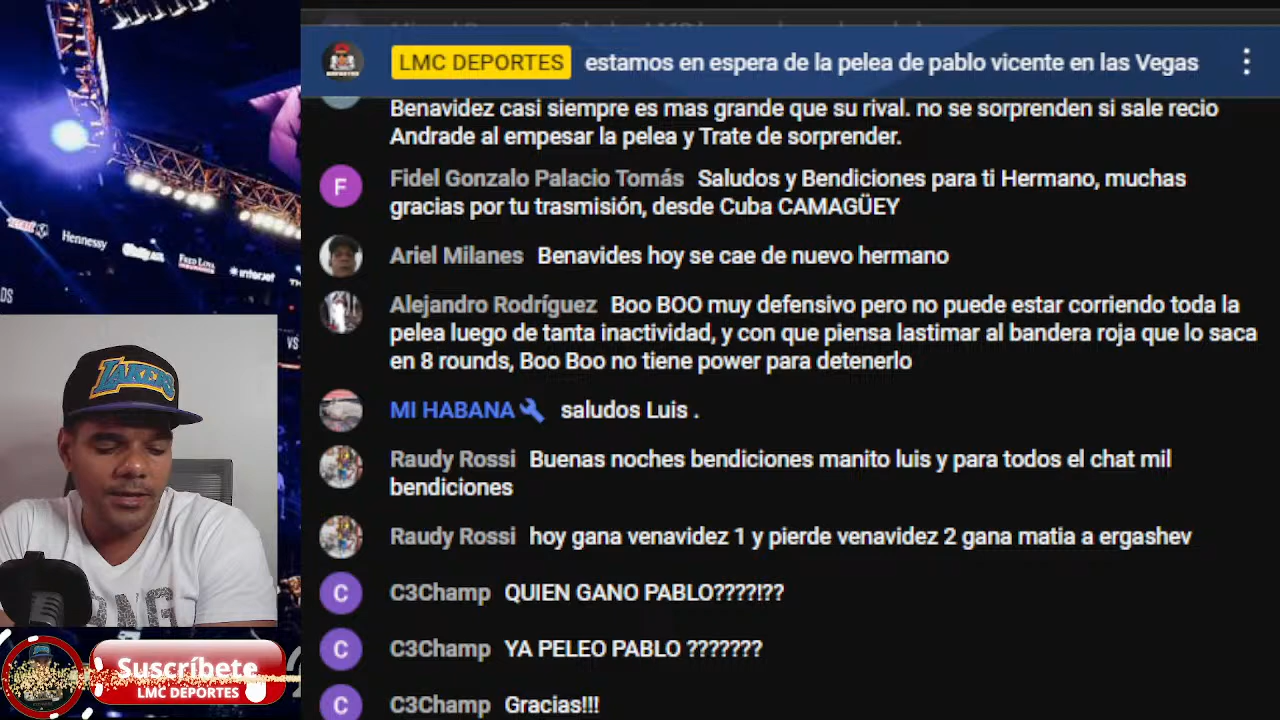 LMC DEPORTES estamos en espera de la pelea de pablo vicente en las Vegas
Benavidez casi siempre es mas grande que su rival. no se sorprenden si sale recio
Andrade al empesar la pelea y Trate de sorprender.
F Fidel Gonzalo Palacio Tomás Saludos y Bendiciones para ti Hermano, muchas
gracias por tu trasmisión, desde Cuba CAMAGÜEY
Ariel Milanes Benavides hoy se cae de nuevo hermano
Alejandro Rodríguez Boo BOO muy defensivo pero no puede estar corriendo toda la
pelea luego de tanta inactividad, y con que piensa lastimar al bandera roja que lo saca
en 8 rounds, Boo Boo no tiene power para detenerlo
MI HABANA saludos Luis .
Raudy Rossi Buenas noches bendiciones manito luis y para todos el chat mil
bendiciones
Raudy Rossi hoy gana venavidez 1 y pierde venavidez 2 gana matia a ergashev
C C3Champ QUIEN GANO PABLO????!??
C C3Champ YA PELEO PABLO ???????
C C3Champ Gracias!!!
Hennessy
FRED LOYA
interjet
VS
LAKERS
Suscríbete
LMC DEPORTES